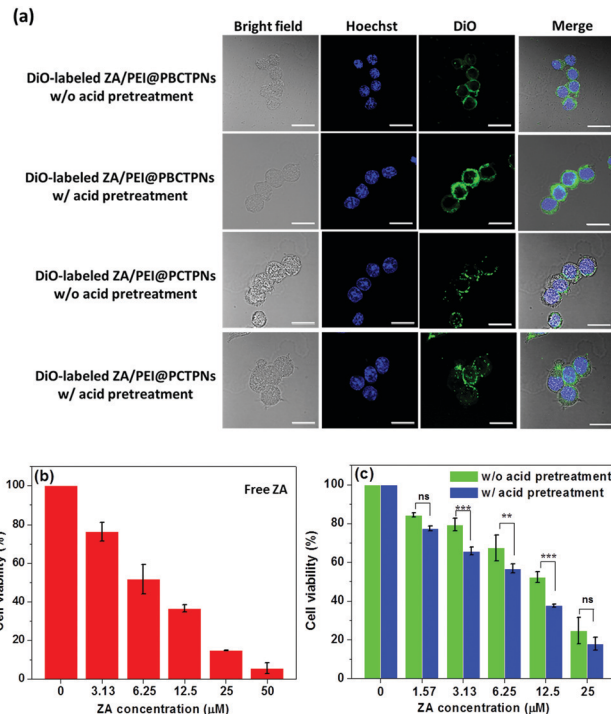 (a)
Bright field Hoechst DiO Merge
DiO-labeled ZA/PEI@PBCTPNs
w/o acid pretreatment
DiO-labeled ZA/PEI@PBCTPNs
w/ acid pretreatment
DiO-labeled ZA/PEI@PCTPNs
w/o acid pretreatment
DiO-labeled ZA/PEI@PCTPNs
w/ acid pretreatment
(b)
Free ZA
100
80
60
40
20
0
Cell viability (%)
0 3.13 6.25 12.5 25 50
ZA concentration (μM)
(c)
w/o acid pretreatment
w/ acid pretreatment
100
80
60
40
20
0
Cell viability (%)
ns
***
**
***
ns
0 1.57 3.13 6.25 12.5 25
ZA concentration (μM)